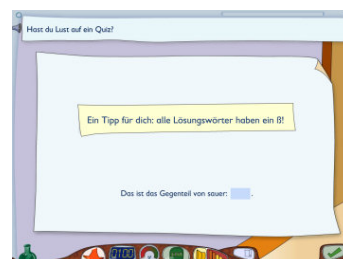 Hast du Lust auf ein Quiz?
Ein Tipp für dich: alle Lösungswörter haben ein ß!
Das ist das Gegenteil von sauer: .